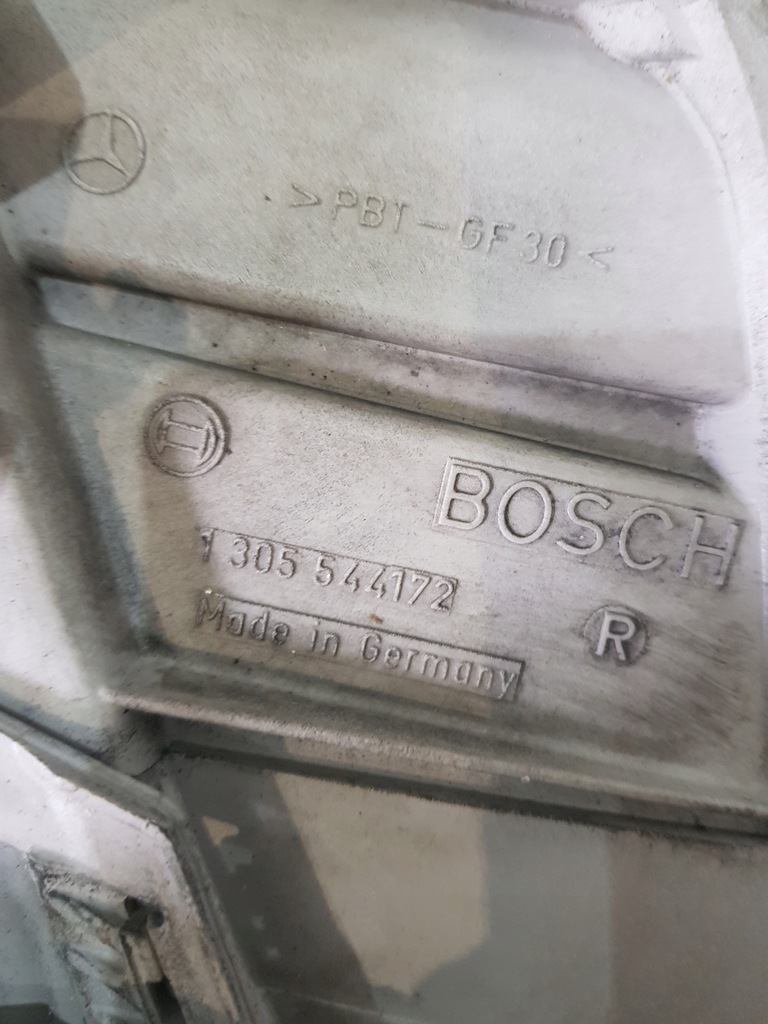 >PBT-GF30<
BOSCH
1 305 544172
Made in Germany
R